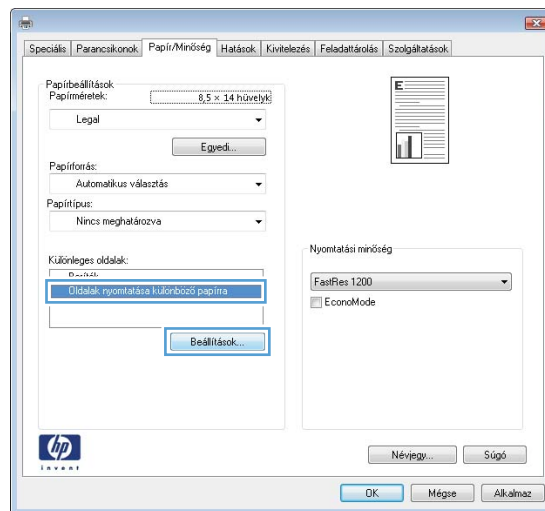 Speciális Parancsikonok Papír/Minőség Hatások Kivitelezés Feladattárolás Szolgáltatások
Papírbeállítások
Papírméretek: 8,5 × 14 hüvelyk
Legal
Egyedi...
Papírforrás:
Automatikus választás
Papírtípus:
Nincs meghatározva
Különleges oldalak:
Borítók
Oldalak nyomtatása különböző papírra
Beállítások...
E
Nyomtatási minőség
FastRes 1200
EconoMode
hp
invent
Névjegy... Súgó
OK Mégse Alkalmaz